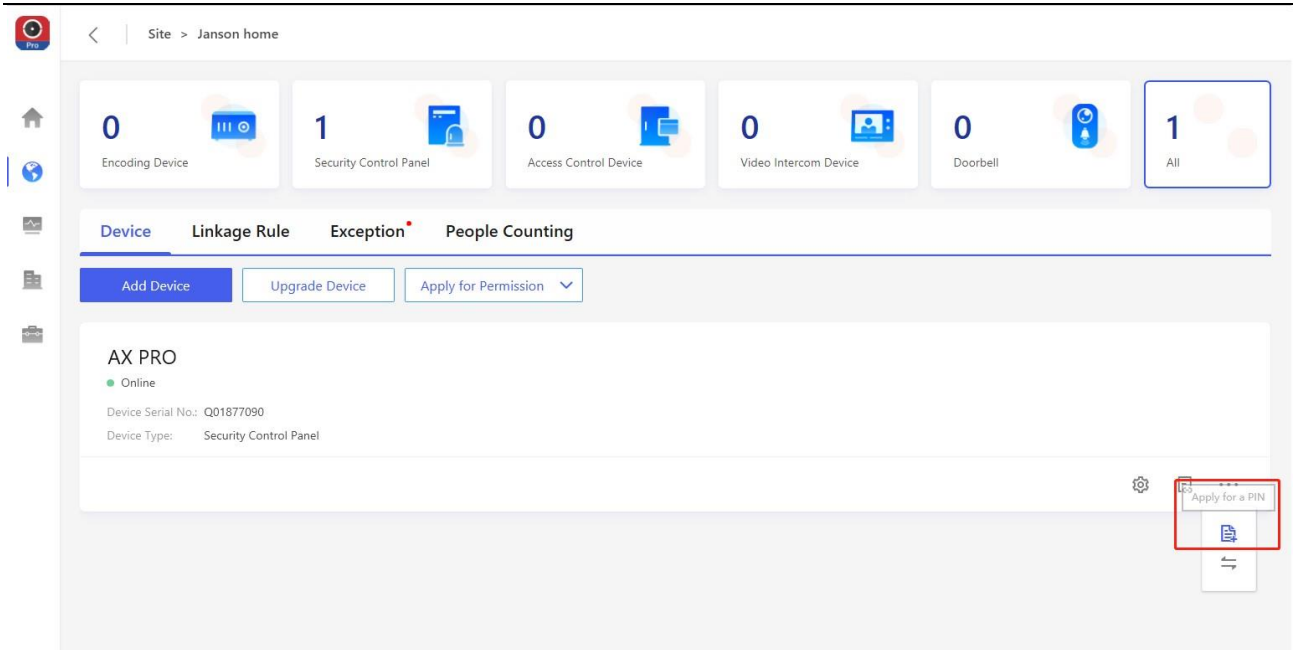 Pro
Site > Janson home
0
Encoding Device
1
Security Control Panel
0
Access Control Device
0
Video Intercom Device
0
Doorbell
1
All
Device
Linkage Rule
Exception
People Counting
Add Device
Upgrade Device
Apply for Permission
AX PRO
Online
Device Serial No.: Q01877090
Device Type: Security Control Panel
Apply for a PIN